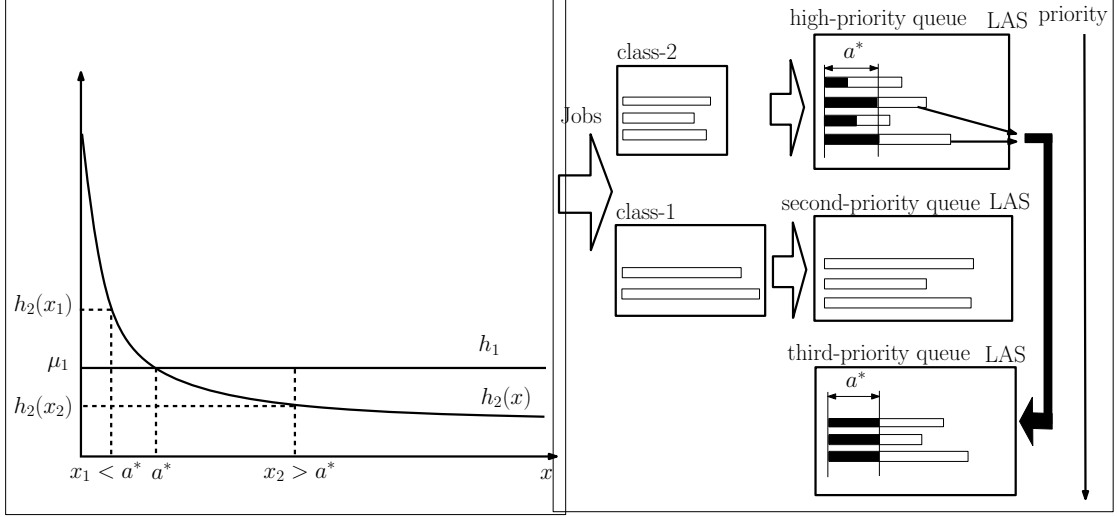 h₂(x₁)
μ₁
h₁
h₂(x₂)
h₂(x)
x₁ < a* a* x₂ > a* x
Jobs
class-2
class-1
high-priority queue LAS priority
a*
second-priority queue LAS
third-priority queue LAS
a*